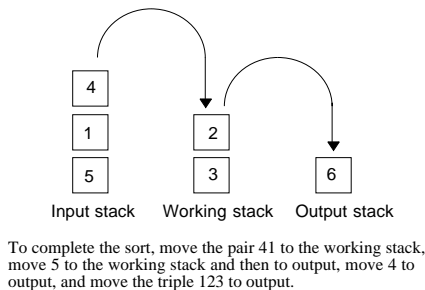 4
1 2
5 3 6
Input stack Working stack Output stack
To complete the sort, move the pair 41 to the working stack,
move 5 to the working stack and then to output, move 4 to
output, and move the triple 123 to output.